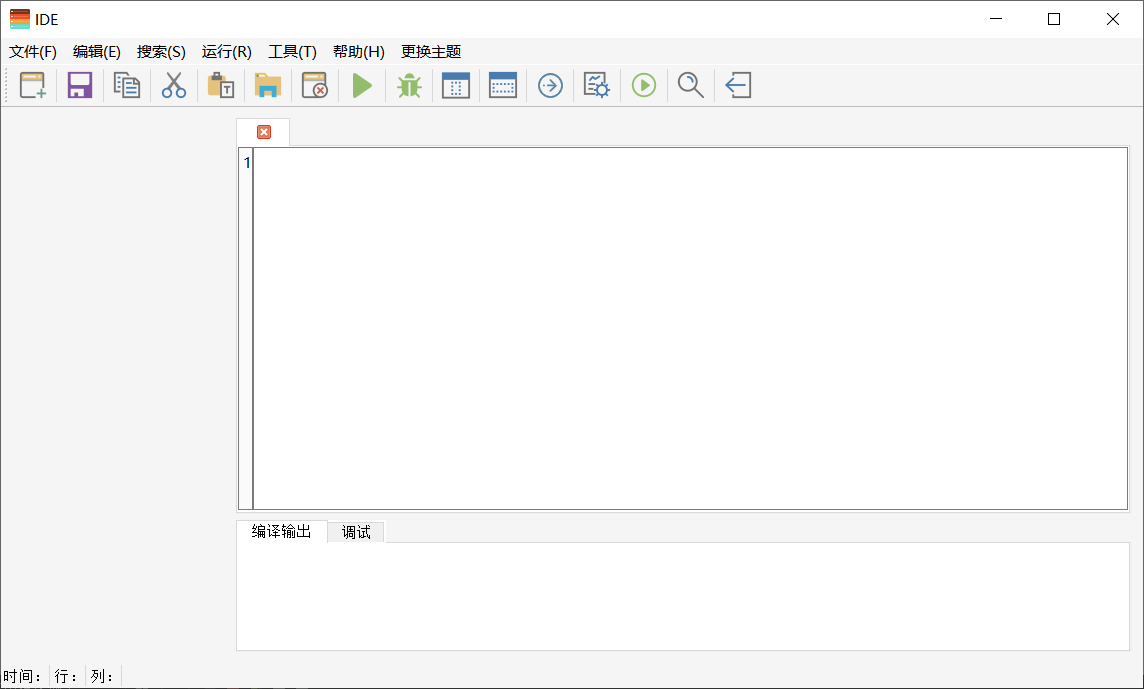 IDE
文件(F) 编辑(E) 搜索(S) 运行(R) 工具(T) 帮助(H) 更换主题
T
1
编译输出 调试
时间： 行： 列：